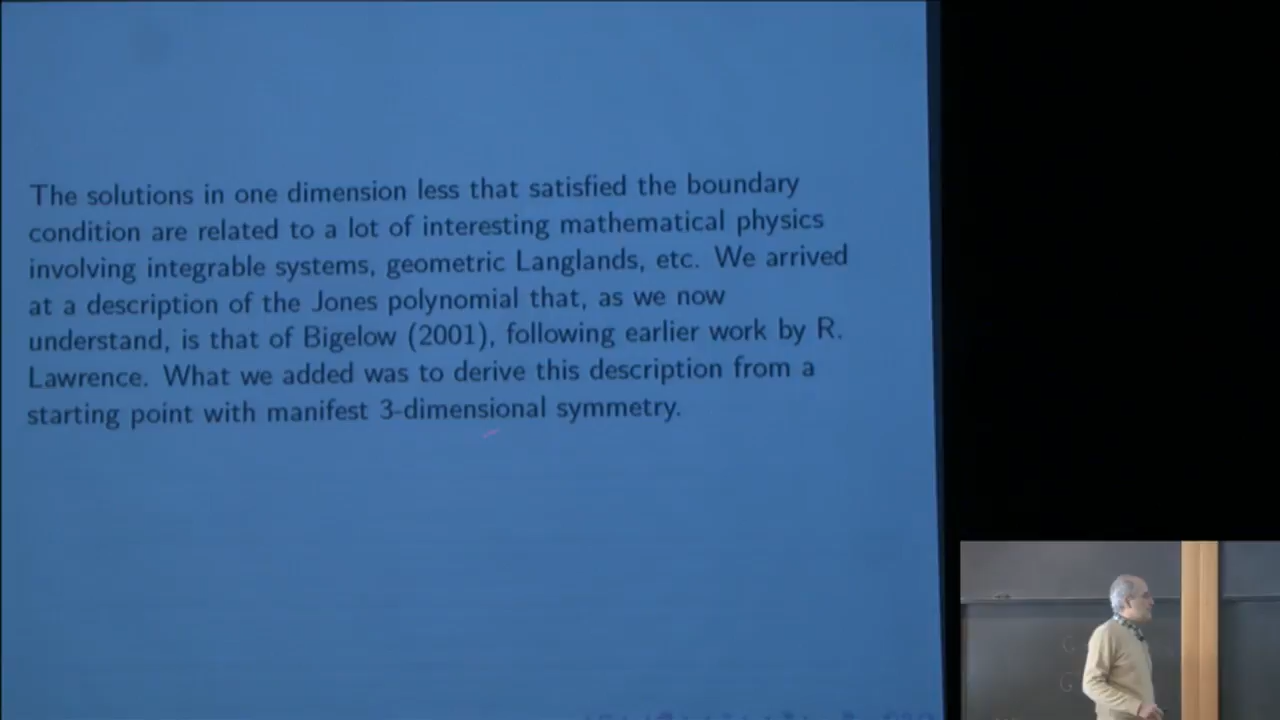 The solutions in one dimension less that satisfied the boundary
condition are related to a lot of interesting mathematical physics
involving integrable systems, geometric Langlands, etc. We arrived
at a description of the Jones polynomial that, as we now
understand, is that of Bigelow (2001), following earlier work by R.
Lawrence. What we added was to derive this description from a
starting point with manifest 3-dimensional symmetry.
G
G